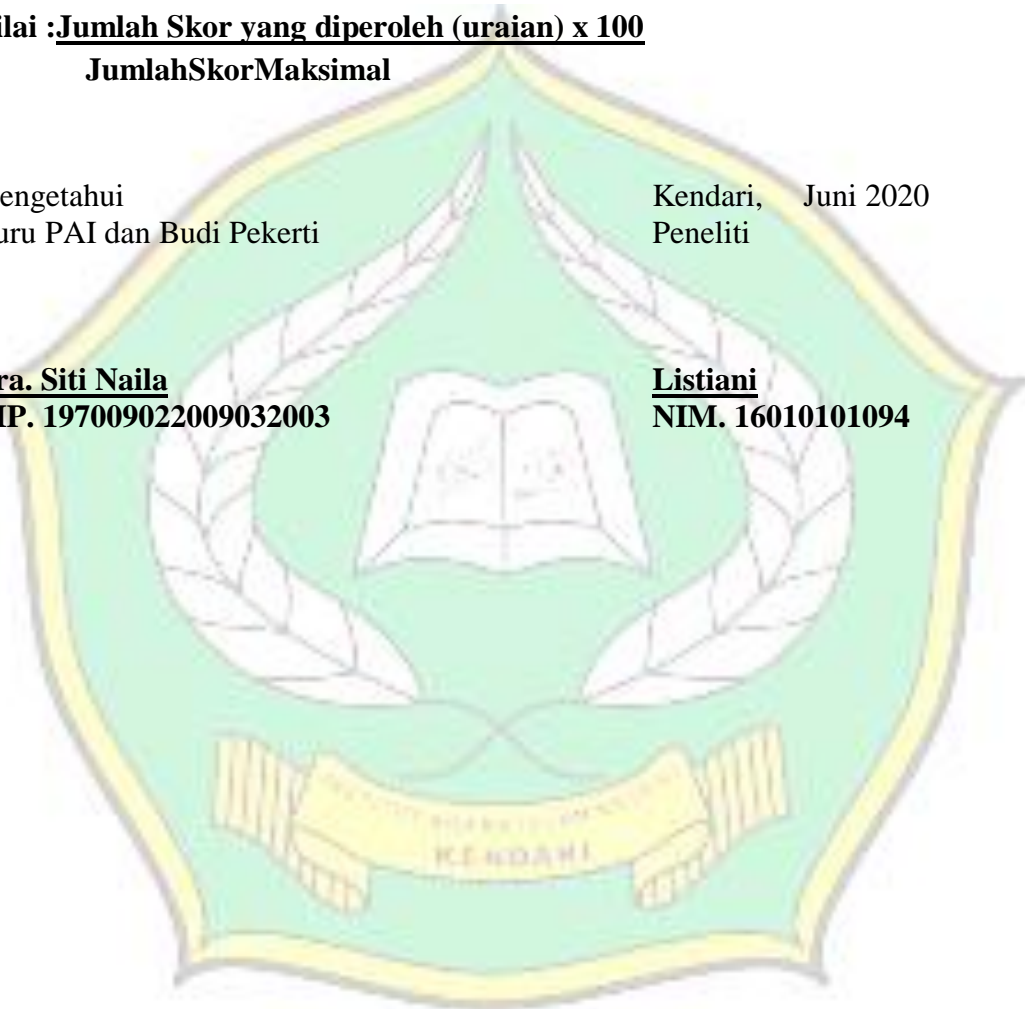 ilai :Jumlah Skor yang diperoleh (uraian) x 100
JumlahSkorMaksimal
engetahui
uru PAI dan Budi Pekerti
Kendari, Juni 2020
Peneliti
ra. Siti Naila
IP. 197009022009032003
Listiani
NIM. 16010101094
KENDARI